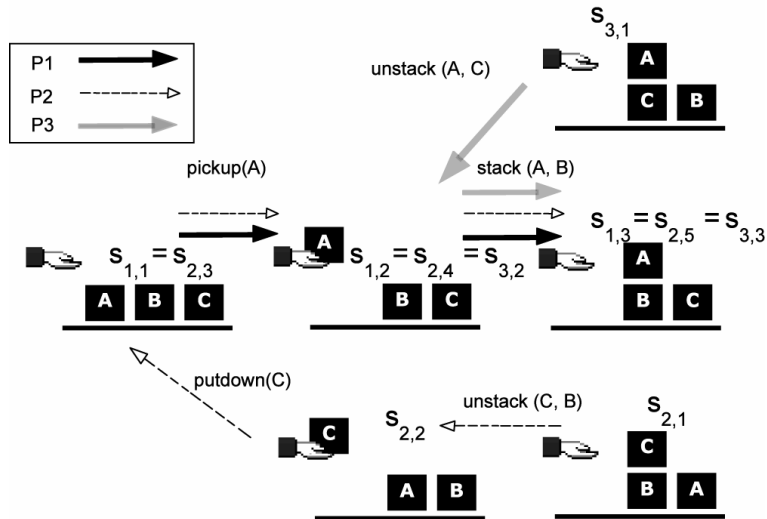 S3,1
A
C B
P1
P2
P3
unstack (A, C)
pickup(A)
stack (A, B)
S1,1 = S2,3
A B C
A
S1,2 = S2,4 = S3,2
B C
S1,3 = S2,5 = S3,3
A
B C
putdown(C)
C
S2,2
A B
unstack (C, B)
S2,1
C
B A